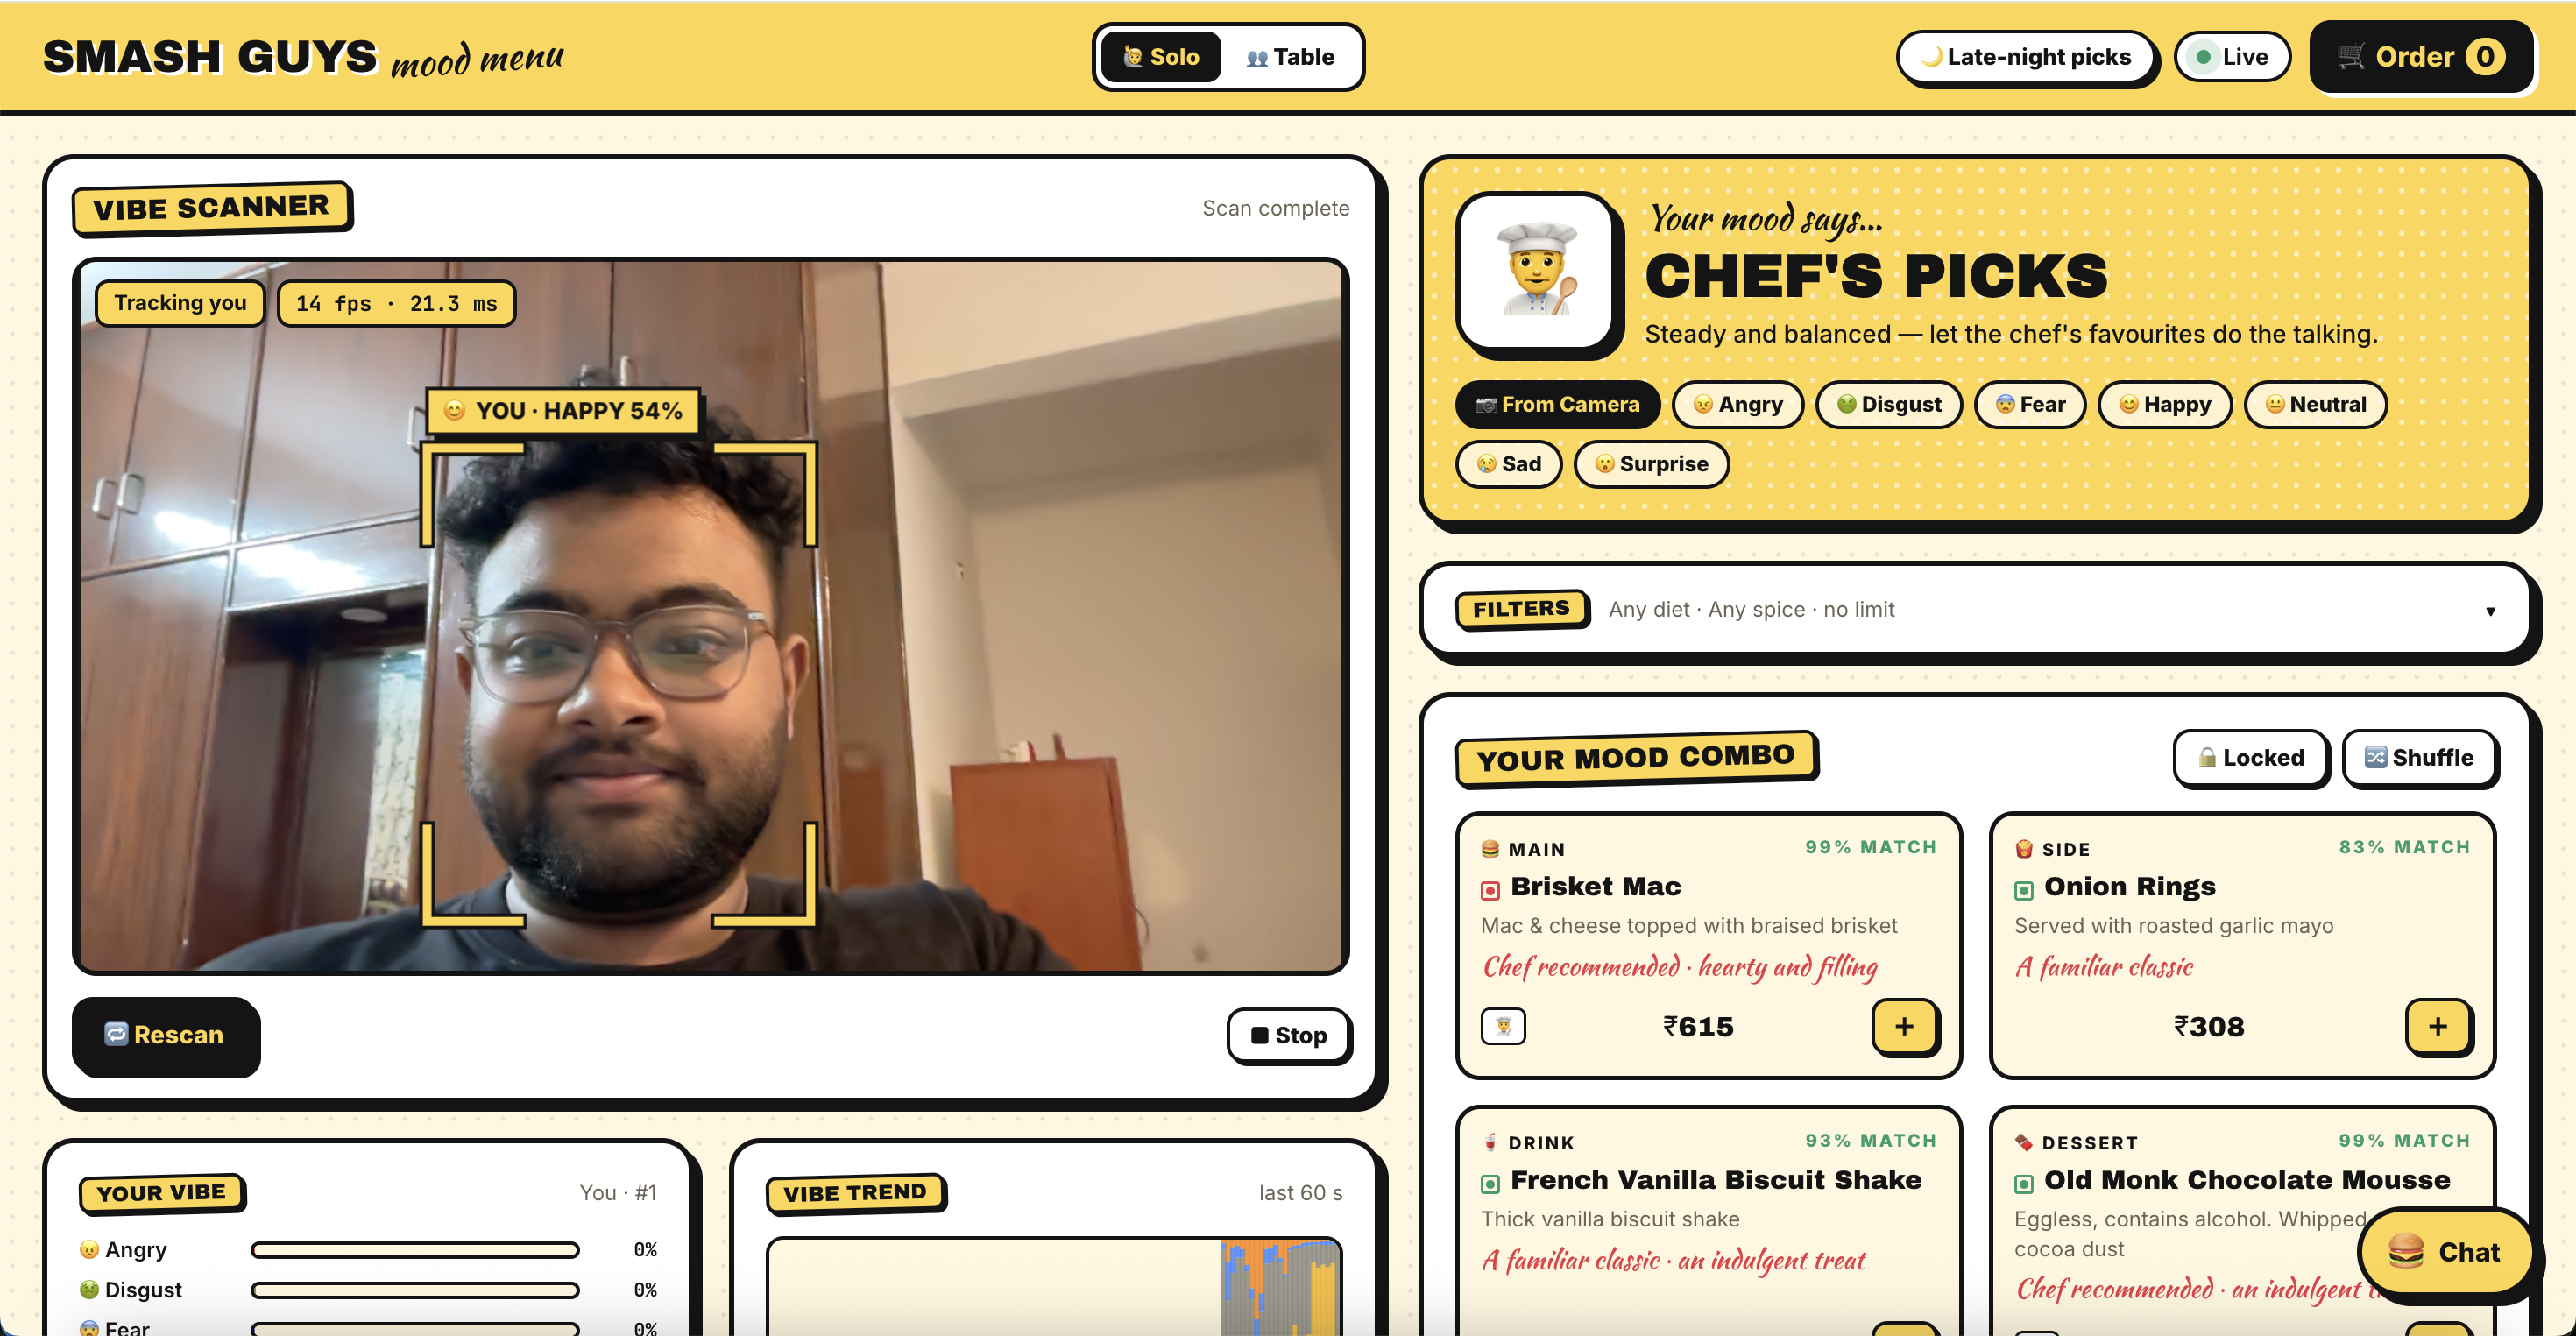 SMASH GUYS mood menu
Solo
Table
Late-night picks
Live
Order 0
VIBE SCANNER
Scan complete
Tracking you
14 fps · 21.3 ms
YOU · HAPPY 54%
Rescan
Stop
YOUR VIBE
You · #1
Angry 0%
Disgust 0%
Fear 0%
VIBE TREND
last 60 s
Your mood says...
CHEF'S PICKS
Steady and balanced — let the chef's favourites do the talking.
From Camera
Angry
Disgust
Fear
Happy
Neutral
Sad
Surprise
FILTERS
Any diet · Any spice · no limit
YOUR MOOD COMBO
Locked
Shuffle
MAIN
99% MATCH
Brisket Mac
Mac & cheese topped with braised brisket
Chef recommended · hearty and filling
₹615
+
SIDE
83% MATCH
Onion Rings
Served with roasted garlic mayo
A familiar classic
₹308
+
DRINK
93% MATCH
French Vanilla Biscuit Shake
Thick vanilla biscuit shake
A familiar classic · an indulgent treat
DESSERT
99% MATCH
Old Monk Chocolate Mousse
Eggless, contains alcohol. Whipped
cocoa dust
Chef recommended · an indulgent
Chat